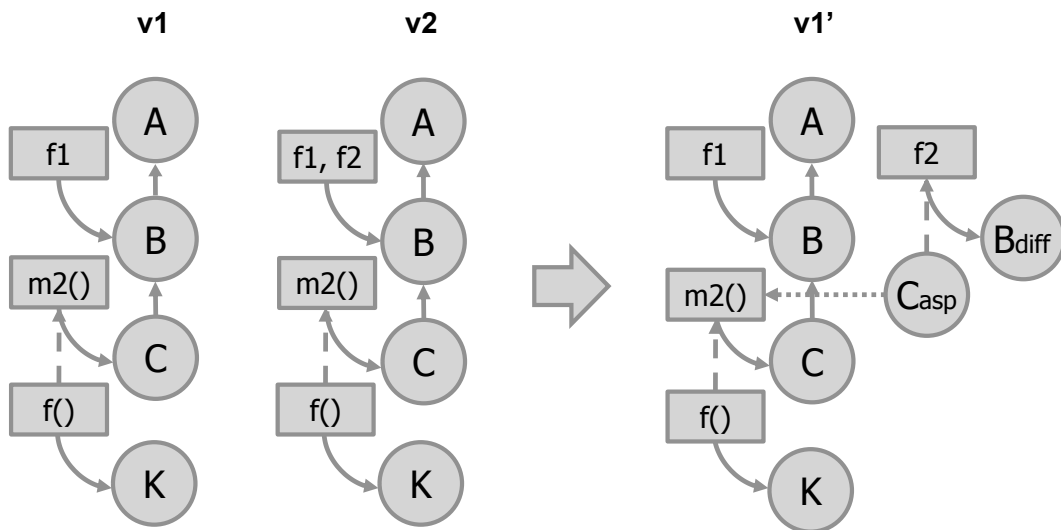 v1
v2
v1’
A
f1
B
m2()
C
f()
K
A
f1, f2
B
m2()
C
f()
K
A
f1
f2
B
Bdiff
m2()
Casp
C
f()
K